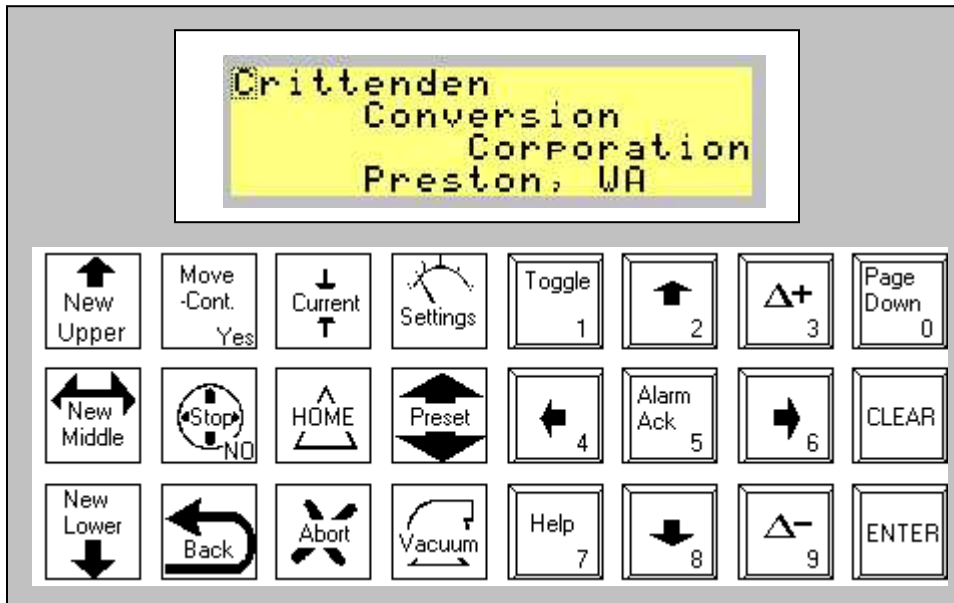 Crittenden
Conversion
Corporation
Preston, WA
New
Upper
Move
-Cont.
Yes
Current
Settings
Toggle
1
2
Δ+
3
Page
Down
0
New
Middle
Stop
NO
HOME
Preset
4
Alarm
Ack
5
6
CLEAR
New
Lower
Back
Abort
Vacuum
Help
7
8
Δ−
9
ENTER